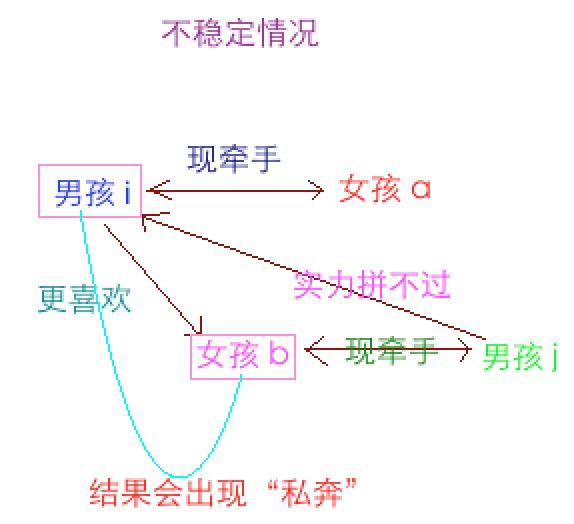 不稳定情况
现牵手
男孩 i
女孩 a
实力拼不过
更喜欢
女孩 b
现牵手
男孩 j
结果会出现“私奔”